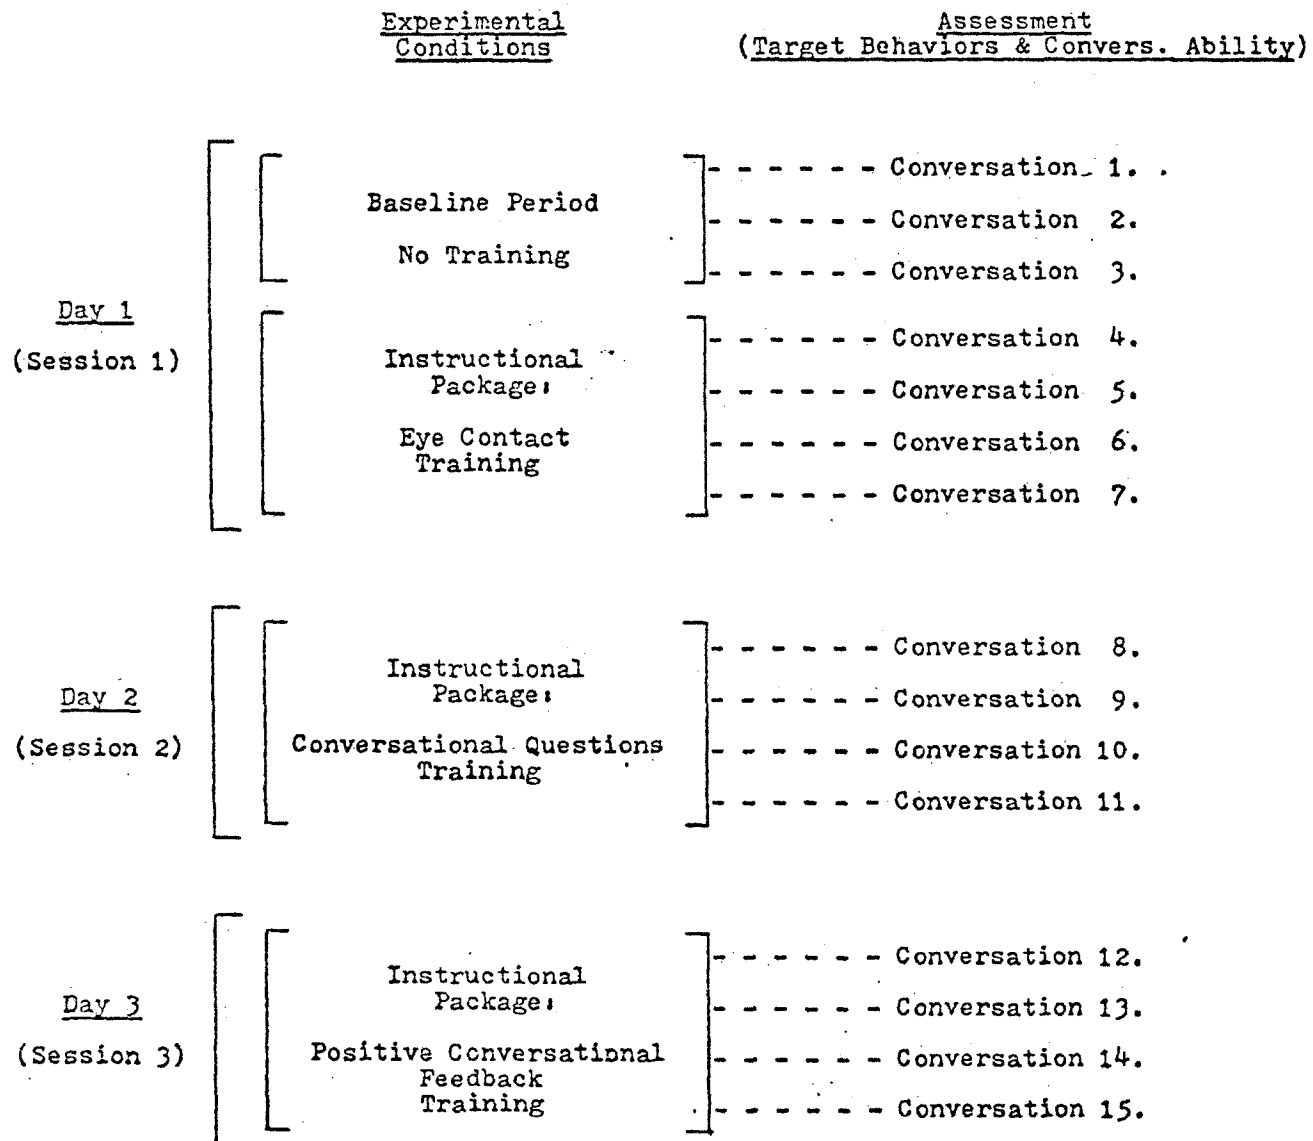 Experimental
Conditions
Assessment
(Target Behaviors & Convers. Ability)
Day 1
(Session 1)
Baseline Period
No Training
Conversation 1.
Conversation 2.
Conversation 3.
Instructional
Package:
Eye Contact
Training
Conversation 4.
Conversation 5.
Conversation 6.
Conversation 7.
Day 2
(Session 2)
Instructional
Package:
Conversational Questions
Training
Conversation 8.
Conversation 9.
Conversation 10.
Conversation 11.
Day 3
(Session 3)
Instructional
Package:
Positive Conversational
Feedback
Training
Conversation 12.
Conversation 13.
Conversation 14.
Conversation 15.